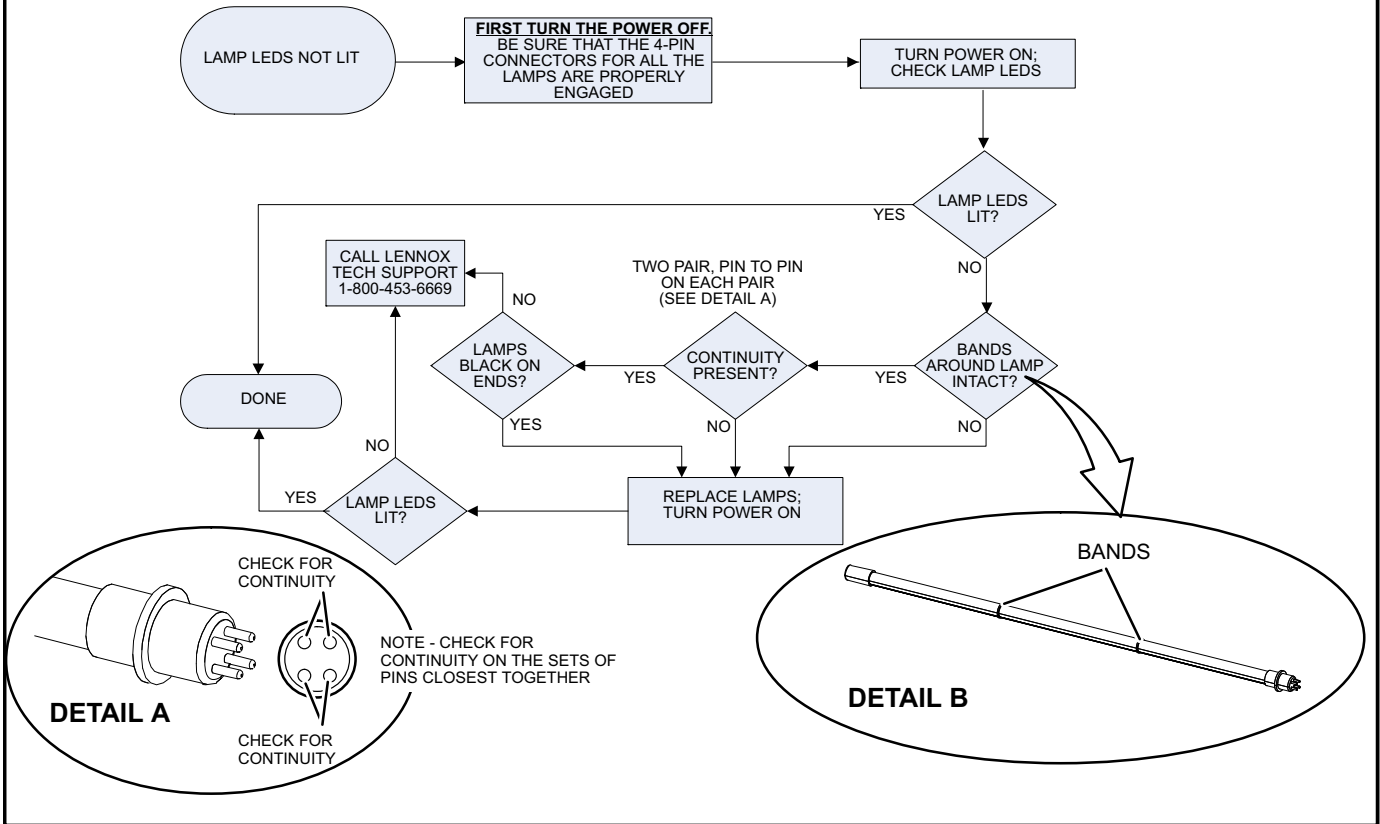 LAMP LEDS NOT LIT
FIRST TURN THE POWER OFF.
BE SURE THAT THE 4-PIN
CONNECTORS FOR ALL THE
LAMPS ARE PROPERLY
ENGAGED
TURN POWER ON;
CHECK LAMP LEDS
LAMP LEDS
LIT?
YES
NO
CALL LENNOX
TECH SUPPORT
1-800-453-6669
TWO PAIR, PIN TO PIN
ON EACH PAIR
(SEE DETAIL A)
NO
LAMPS
BLACK ON
ENDS?
YES
CONTINUITY
PRESENT?
YES
BANDS
AROUND LAMP
INTACT?
DONE
YES
NO
NO
NO
YES
LAMP LEDS
LIT?
REPLACE LAMPS;
TURN POWER ON
CHECK FOR
CONTINUITY
NOTE - CHECK FOR
CONTINUITY ON THE SETS OF
PINS CLOSEST TOGETHER
DETAIL A
CHECK FOR
CONTINUITY
BANDS
DETAIL B